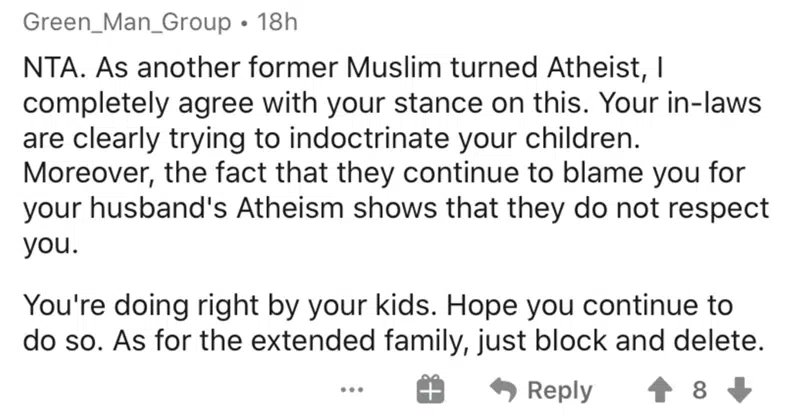 Green_Man_Group • 18h
NTA. As another former Muslim turned Atheist, I
completely agree with your stance on this. Your in-laws
are clearly trying to indoctrinate your children.
Moreover, the fact that they continue to blame you for
your husband's Atheism shows that they do not respect
you.
You're doing right by your kids. Hope you continue to
do so. As for the extended family, just block and delete.
Reply 8